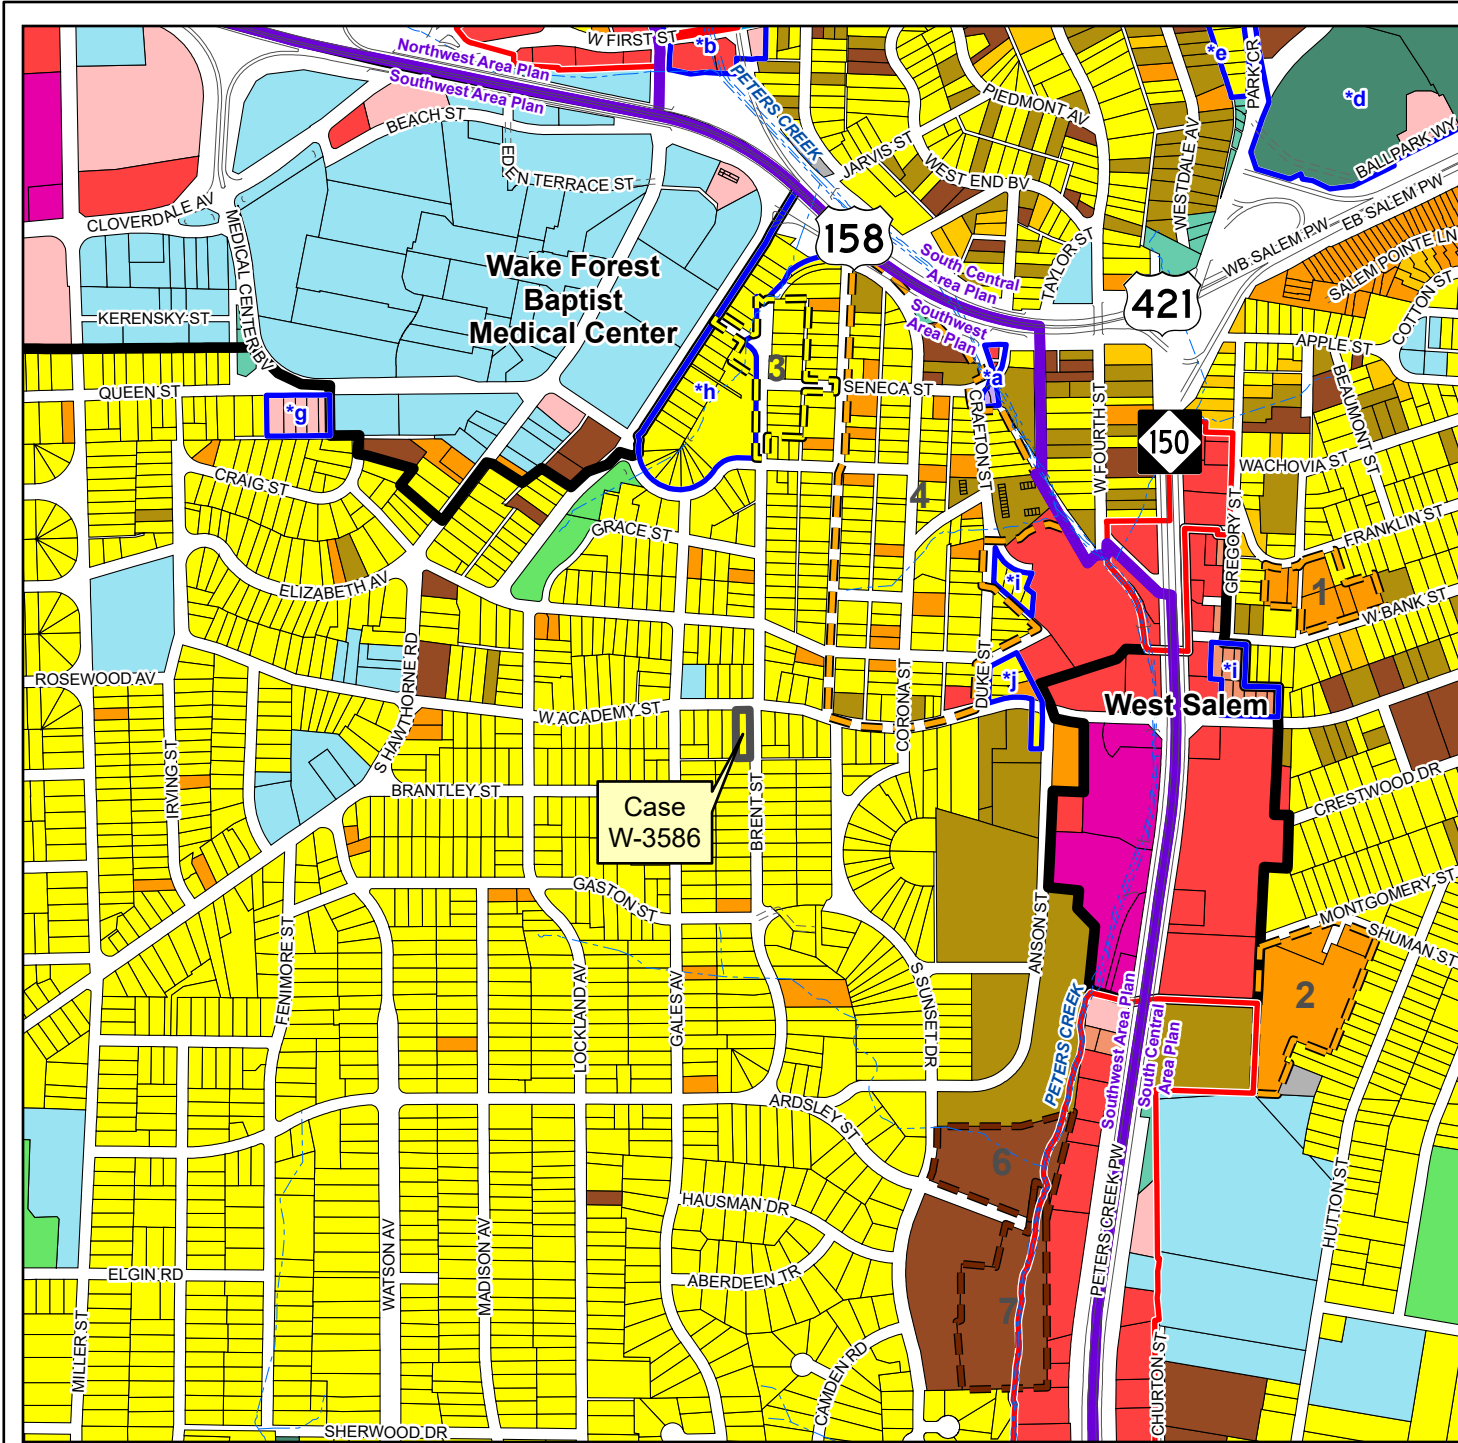 W FIRST ST
*b
*e
PARK CR
*d
Northwest Area Plan
Southwest Area Plan
BEACH ST
PETERS CREEK
PIEDMONT AV
JARVIS ST
WEST END BV
WESTDALE AV
BALLPARK WY
EB SALEM PW
WB SALEM PW
SALEM POINTE LN
COTTON ST
EDEN TERRACE ST
CLOVERDALE AV
MEDICAL CENTER BV
Wake Forest
Baptist
Medical Center
158
South Central
Area Plan
Southwest
Area Plan
TAYLOR ST
421
KERENSKY ST
IBY
APPLE ST
BEAUMONT ST
QUEEN ST
*g
*h
3
SENECA ST
*a
CRAFTON ST
W FOURTH ST
150
WACHOVIA ST
CRAIG ST
4
GREGORY ST
FRANKLIN ST
GRACE ST
ELIZABETH AV
*i
1
W BANK ST
S HAWTHORNE RD
ROSEWOOD AV
W ACADEMY ST
CORONA ST
DUKE ST
*j
*i
West Salem
IRVING ST
BRANTLEY ST
Case
W-3586
BRENT ST
CRESTWOOD DR
GASTON ST
MONTGOMERY ST
SHUMAN ST
FENIMORE ST
LOCKLAND AV
GALES AV
S SUNSET DR
ANSON ST
2
PETERS CREEK
Southwest Area Plan
South Central
Area Plan
ARDSLEY ST
6
HAUSMAN DR
HUTTON ST
WATSON AV
MADISON AV
PETERS CREEK PW
ELGIN RD
ABERDEEN TR
7
MILLER ST
CAMDEN RD
CHURTON ST
SHERWOOD DR